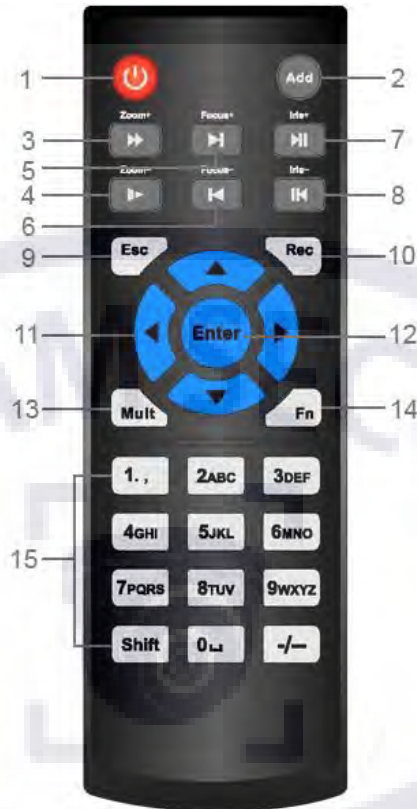 1 Add 2
Zoom+ Focus+ Iris+
3 7
5 Zoom- Focus- Iris-
4 8
6
9 Esc Rec 10
11 Enter 12
13 Mult Fn 14
1. , 2ABC 3DEF
4GHI 5JKL 6MNO
15
7PQRS 8TUV 9WXYZ
Shift 0␣ -/--